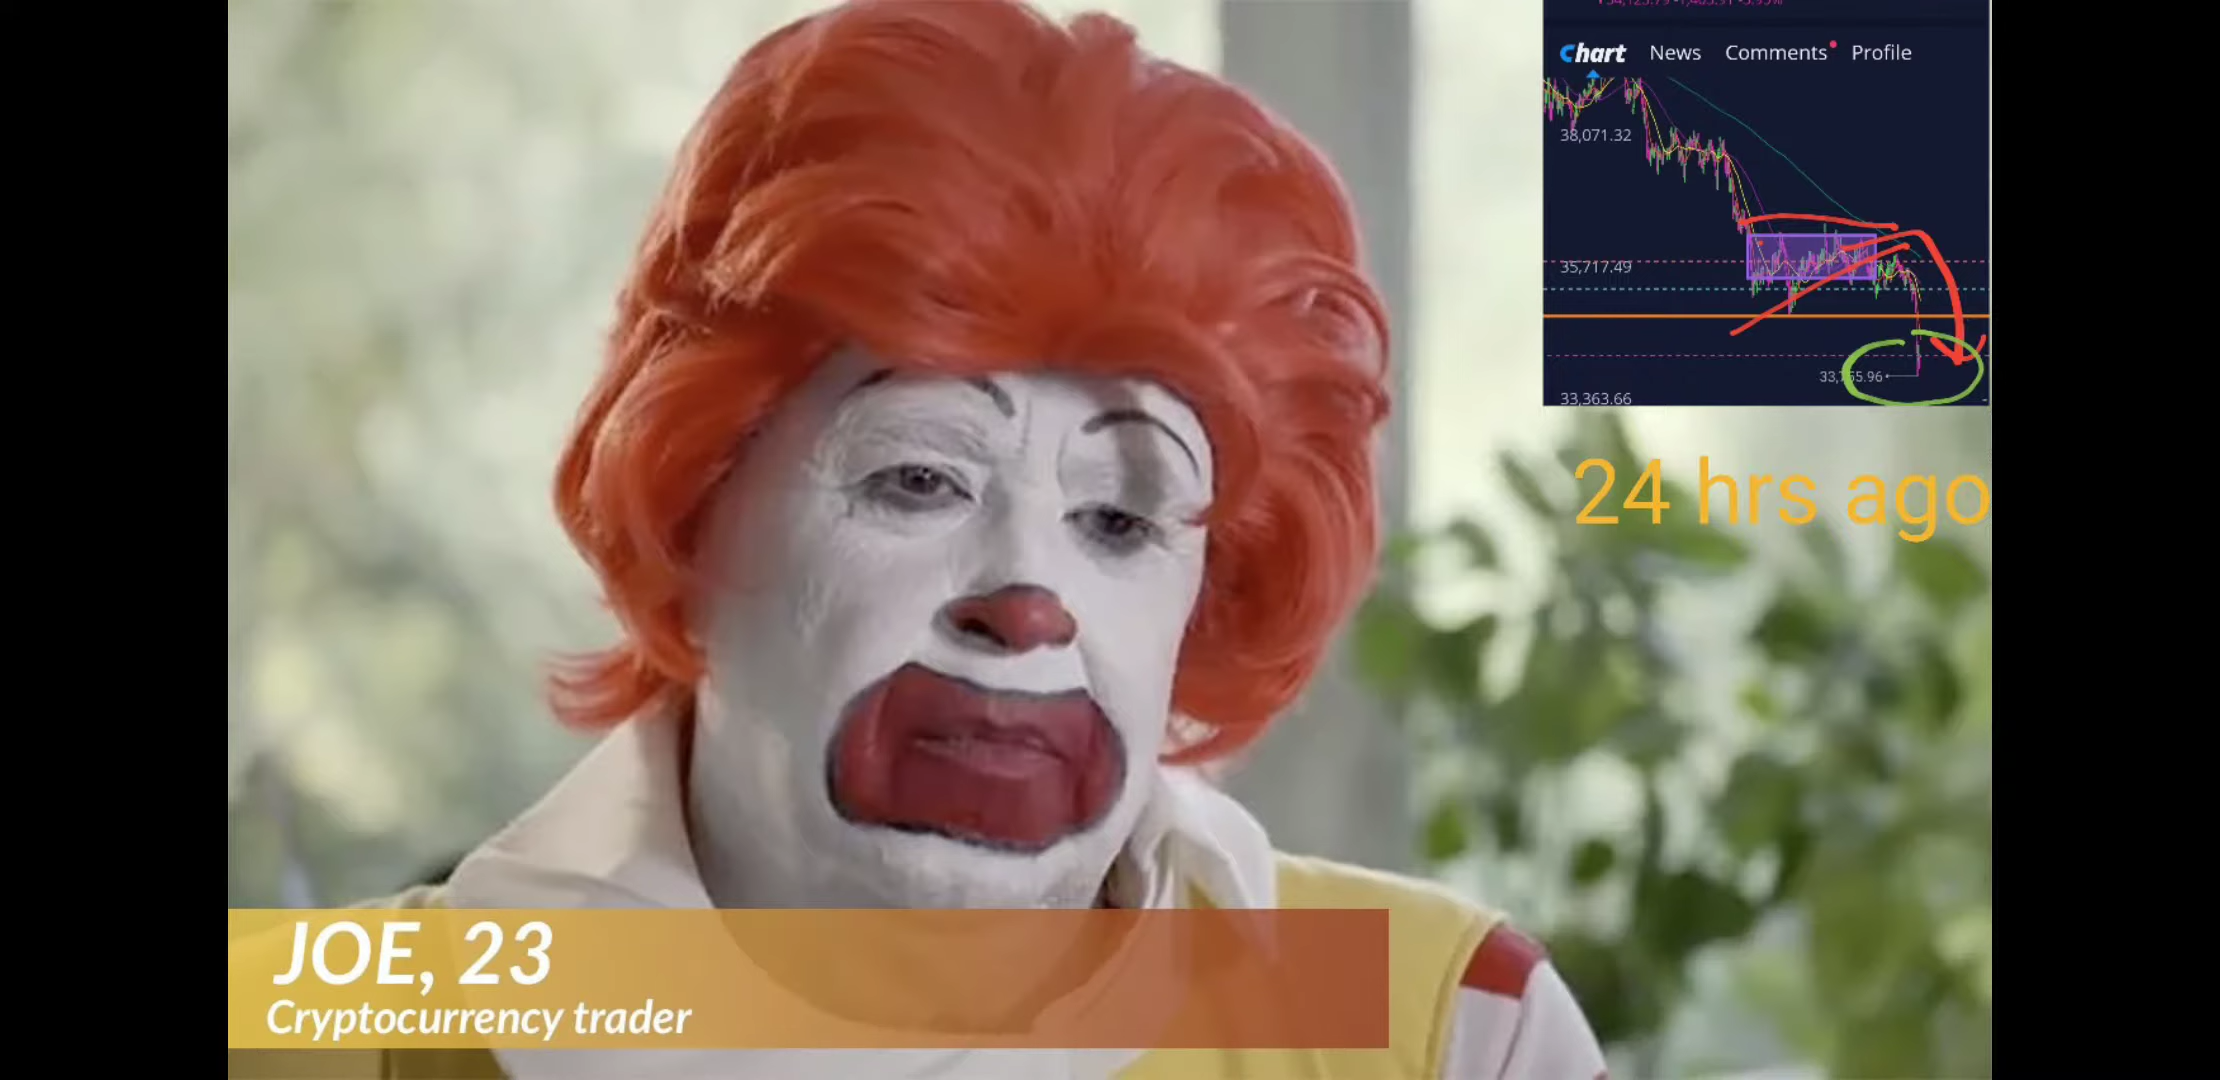 Chart News Comments Profile
38,071.32
35,717.49
33,363.66
24 hrs ago
JOE, 23
Cryptocurrency trader